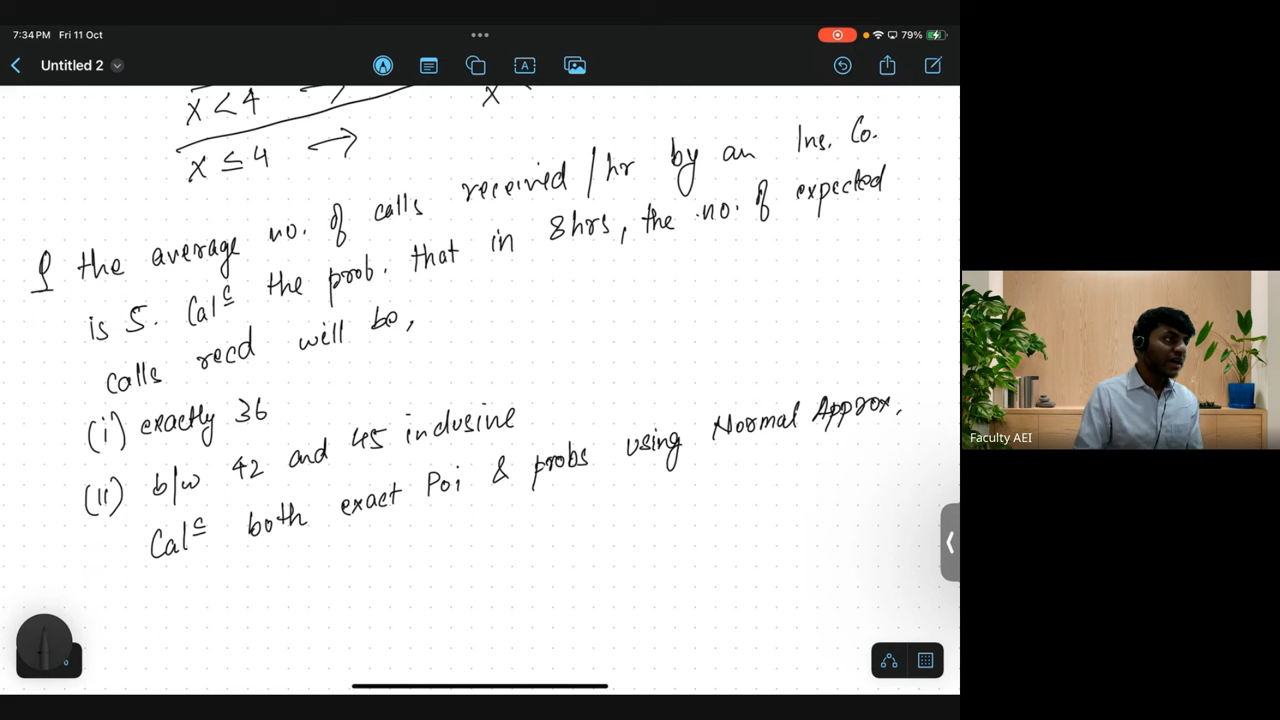 7:34 PM Fri 11 Oct
79%
Untitled 2
x < 4 → x
x ≤ 4 →
the average no. of calls received/hr by an Ins. Co.
is 5. Calc the prob. that in 8hrs, the no. of expected
calls recd will be,
(i) exactly 36
(ii) b/w 42 and 45 inclusive
Calc both exact Poi & probs using Normal Approx.
Faculty AEI